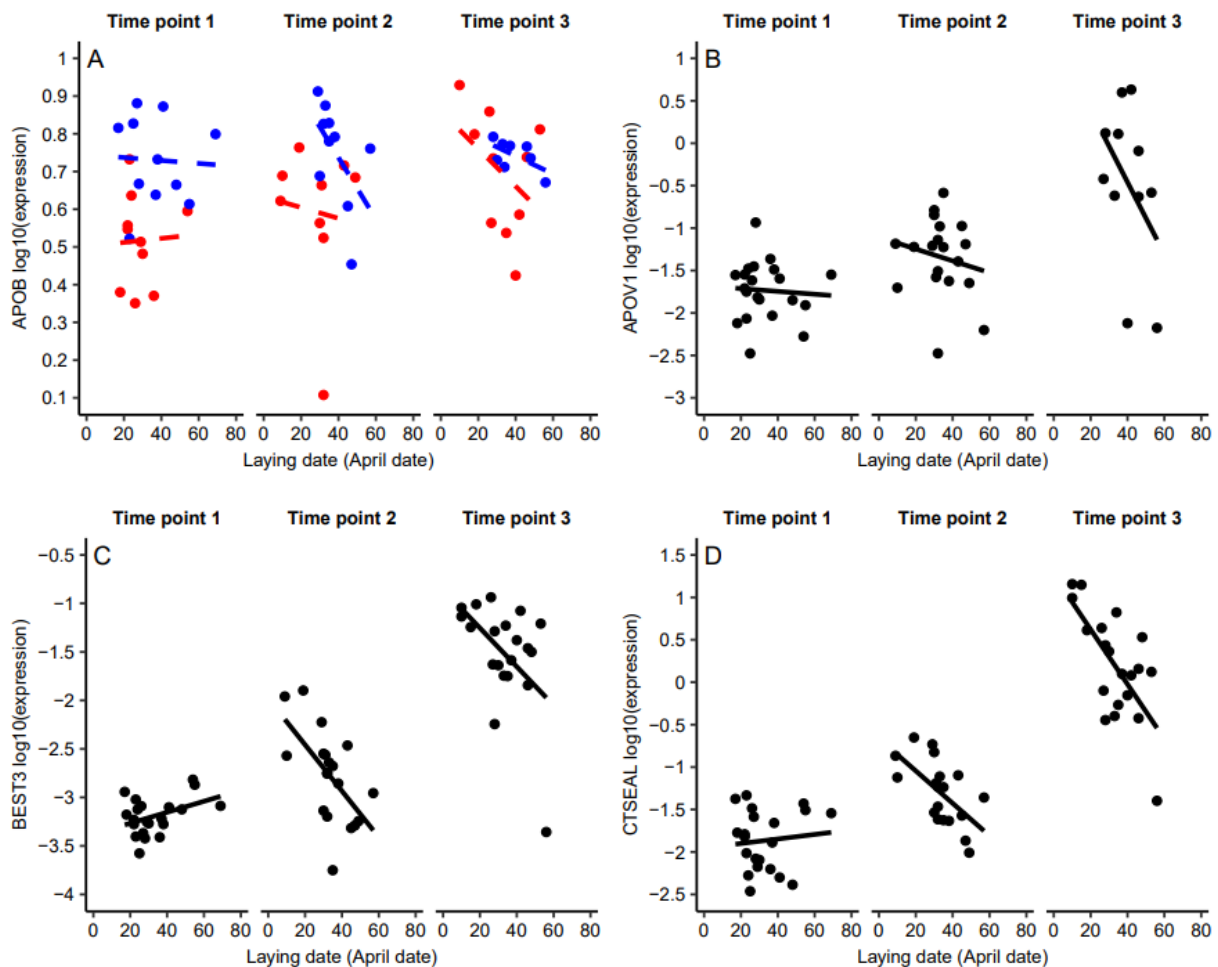 Time point 1 Time point 2 Time point 3
A
1
0.9
0.8
0.7
0.6
0.5
0.4
0.3
0.2
0.1
APOB log10(expression)
0 20 40 60 80 0 20 40 60 80 0 20 40 60 80
Laying date (April date)
Time point 1 Time point 2 Time point 3
B
1
0.5
0
−0.5
−1
−1.5
−2
−2.5
−3
APOV1 log10(expression)
0 20 40 60 80 0 20 40 60 80 0 20 40 60 80
Laying date (April date)
Time point 1 Time point 2 Time point 3
C
−0.5
−1
−1.5
−2
−2.5
−3
−3.5
−4
BEST3 log10(expression)
0 20 40 60 80 0 20 40 60 80 0 20 40 60 80
Laying date (April date)
Time point 1 Time point 2 Time point 3
D
1.5
1
0.5
0
−0.5
−1
−1.5
−2
−2.5
CTSEAL log10(expression)
0 20 40 60 80 0 20 40 60 80 0 20 40 60 80
Laying date (April date)